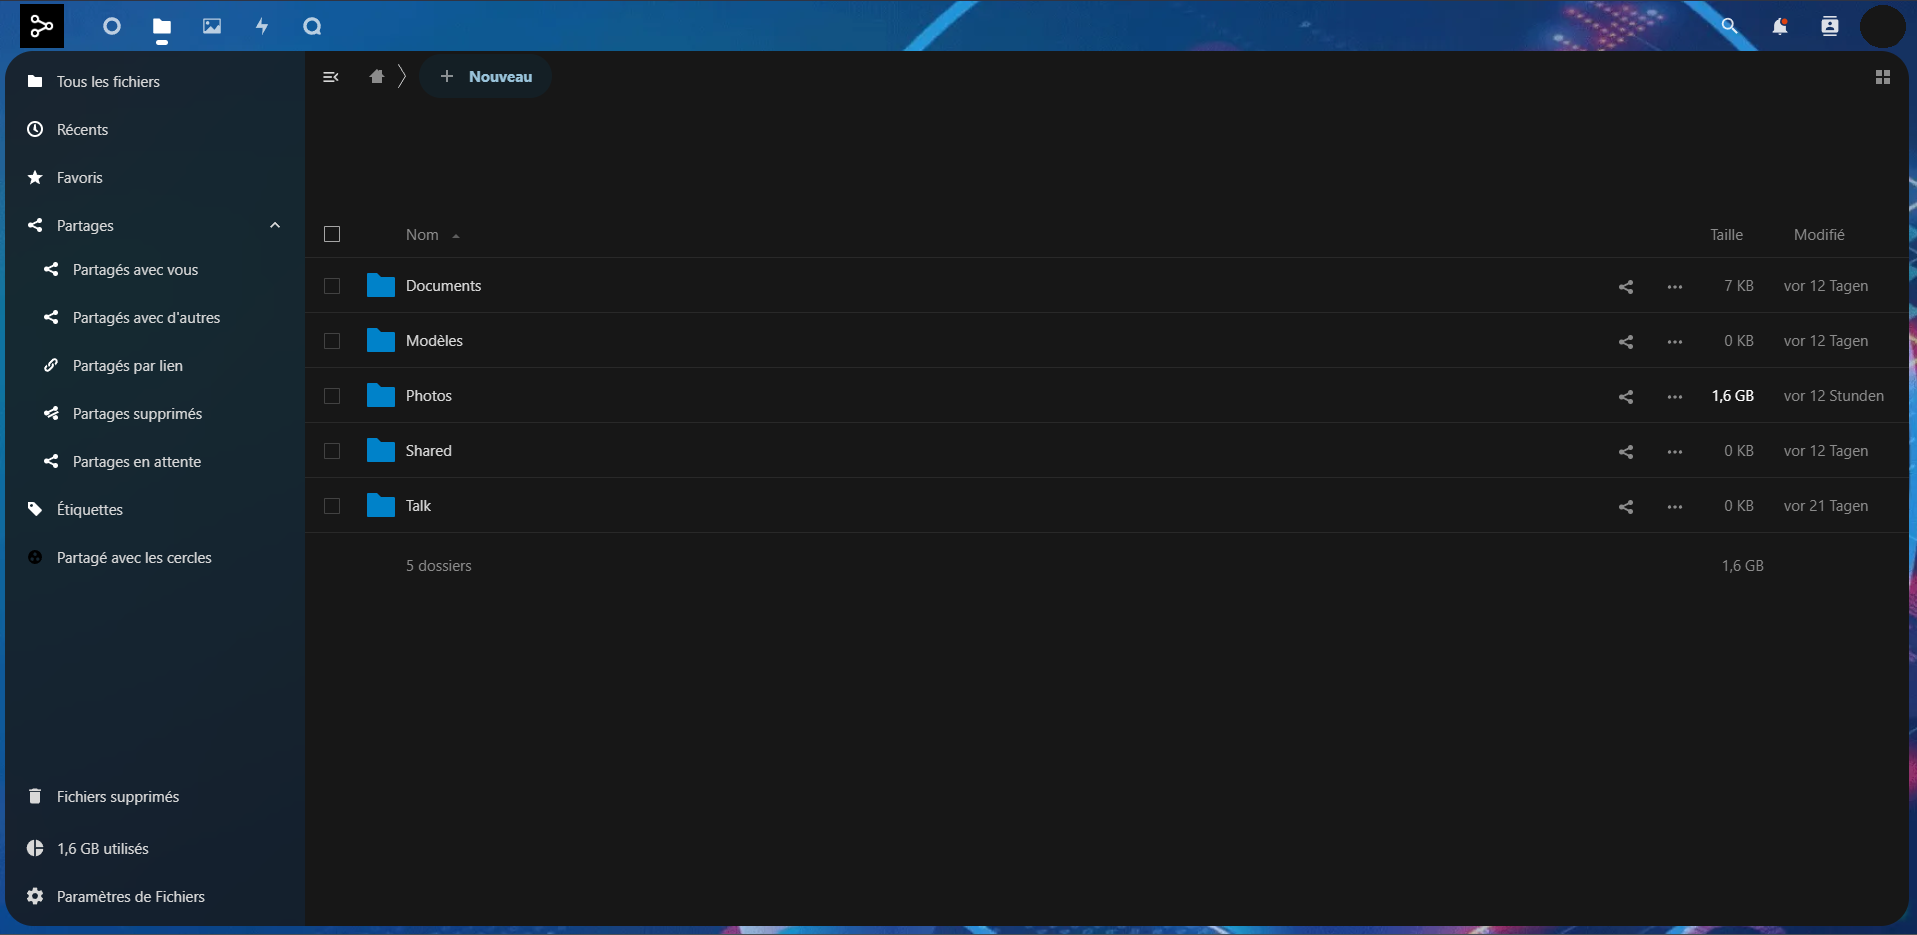 Tous les fichiers
Récents
Favoris
Partages
Partagés avec vous
Partagés avec d'autres
Partagés par lien
Partages supprimés
Partages en attente
Étiquettes
Partagé avec les cercles
Fichiers supprimés
1,6 GB utilisés
Paramètres de Fichiers
Nouveau
Nom Taille Modifié
Documents 7 KB vor 12 Tagen
Modèles 0 KB vor 12 Tagen
Photos 1,6 GB vor 12 Stunden
Shared 0 KB vor 12 Tagen
Talk 0 KB vor 21 Tagen
5 dossiers 1,6 GB